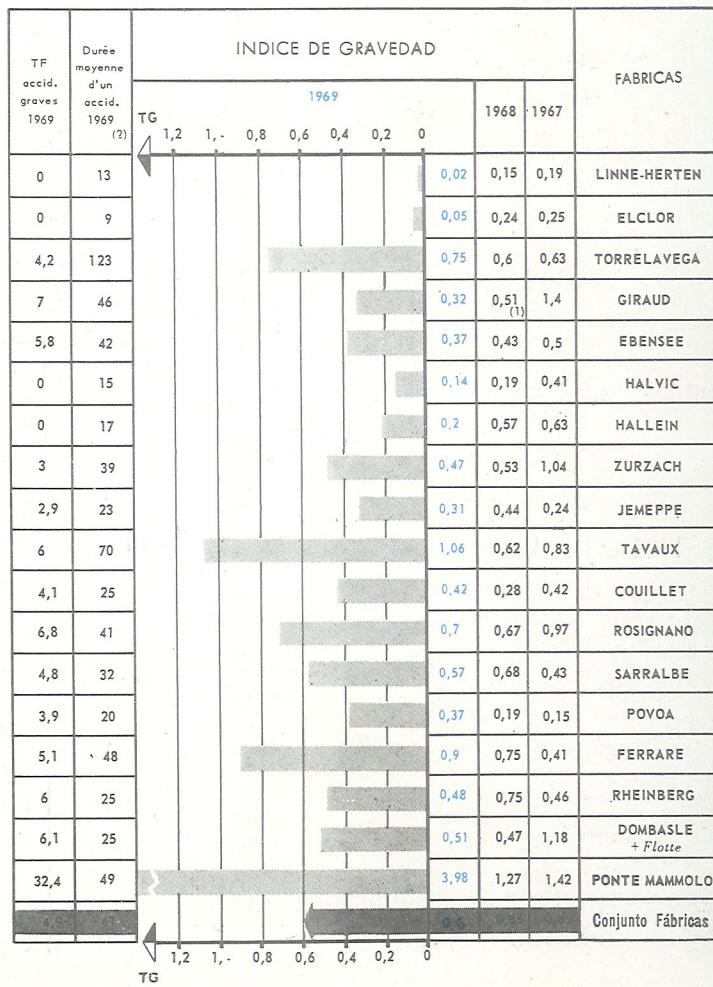 TF
accid.
graves
1969
Durée
moyenne
d'un
accid.
1969
(2)
INDICE DE GRAVEDAD
FABRICAS
1969
1968
1967
TG
1,2 1,- 0,8 0,6 0,4 0,2 0
0 13 0,02 0,15 0,19 LINNE-HERTEN
0 9 0,05 0,24 0,25 ELCLOR
4,2 123 0,75 0,6 0,63 TORRELAVEGA
7 46 0,32 0,51 (1) 1,4 GIRAUD
5,8 42 0,37 0,43 0,5 EBENSEE
0 15 0,14 0,19 0,41 HALVIC
0 17 0,2 0,57 0,63 HALLEIN
3 39 0,47 0,53 1,04 ZURZACH
2,9 23 0,31 0,44 0,24 JEMEPPE
6 70 1,06 0,62 0,83 TAVAUX
4,1 25 0,42 0,28 0,42 COUILLET
6,8 41 0,7 0,67 0,97 ROSIGNANO
4,8 32 0,57 0,68 0,43 SARRALBE
3,9 20 0,37 0,19 0,15 POVOA
5,1 48 0,9 0,75 0,41 FERRARE
6 25 0,48 0,75 0,46 RHEINBERG
6,1 25 0,51 0,47 1,18 DOMBASLE
+ Flotte
32,4 49 3,98 1,27 1,42 PONTE MAMMOLO
0,6 Conjunto Fábricas
1,2 1,- 0,8 0,6 0,4 0,2 0
TG